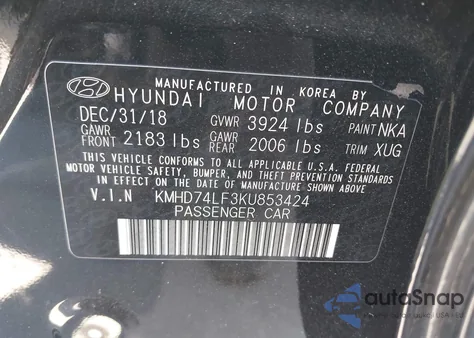 MANUFACTURED IN KOREA BY
HYUNDAI MOTOR COMPANY
DEC/31/18 GVWR 3924 lbs PAINT NKA
GAWR FRONT 2183 lbs GAWR REAR 2006 lbs TRIM XUG
THIS VEHICLE CONFORMS TO ALL APPLICABLE U.S.A. FEDERAL
MOTOR VEHICLE SAFETY, BUMPER, AND THEFT PREVENTION STANDARDS
IN EFFECT ON THE DATE OF MANUFACTURE SHOWN ABOVE.
V.I.N KMHD74LF3KU853424
PASSENGER CAR
autoSnap